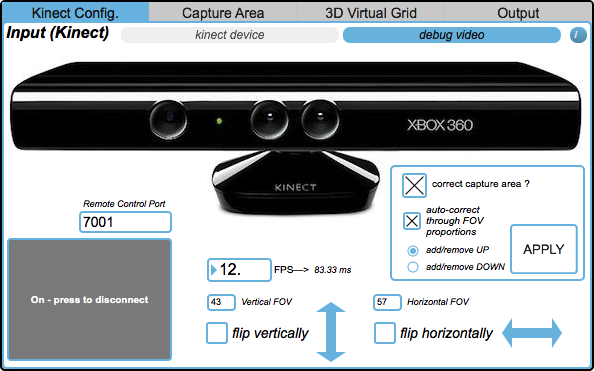 Kinect Config.
Capture Area
3D Virtual Grid
Output
Input (Kinect)
kinect device
debug video
i
XBOX 360
KINECT
correct capture area ?
auto-correct
through FOV
proportions
add/remove UP
add/remove DOWN
APPLY
Remote Control Port
7001
On - press to disconnect
12.
FPS—> 83.33 ms
43 Vertical FOV
57 Horizontal FOV
flip vertically
flip horizontally